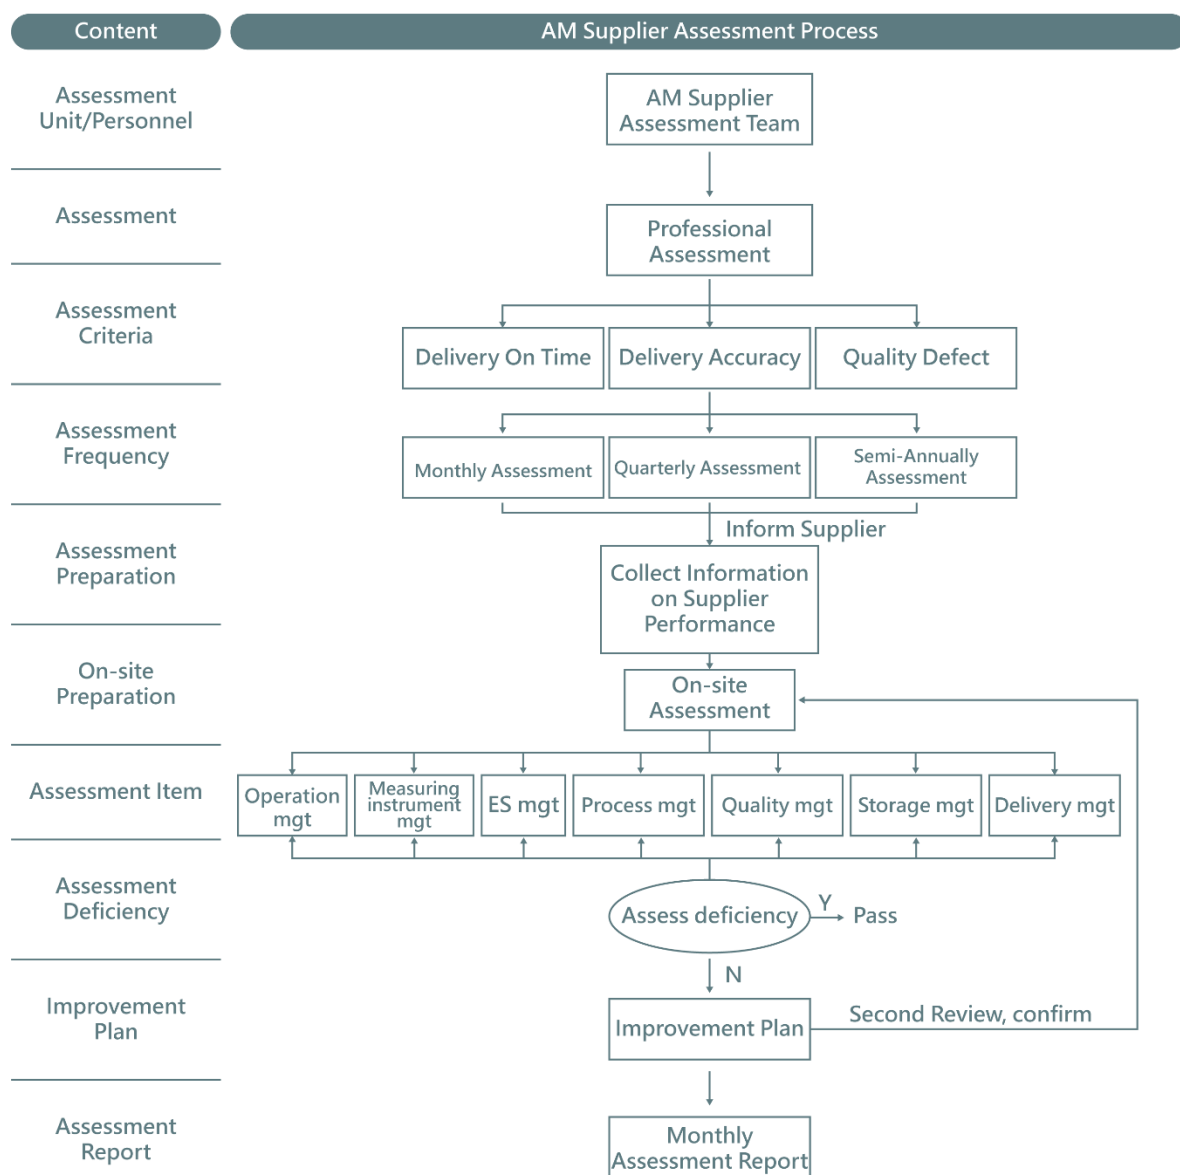 Content
AM Supplier Assessment Process
Assessment
Unit/Personnel
AM Supplier
Assessment Team
Assessment
Professional
Assessment
Assessment
Criteria
Delivery On Time
Delivery Accuracy
Quality Defect
Assessment
Frequency
Monthly Assessment
Quarterly Assessment
Semi-Annually
Assessment
Inform Supplier
Assessment
Preparation
Collect Information
on Supplier
Performance
On-site
Preparation
On-site
Assessment
Assessment Item
Operation
mgt
Measuring
instrument
mgt
ES mgt
Process mgt
Quality mgt
Storage mgt
Delivery mgt
Assessment
Deficiency
Assess deficiency
Y
Pass
N
Improvement
Plan
Improvement Plan
Second Review, confirm
Assessment
Report
Monthly
Assessment Report